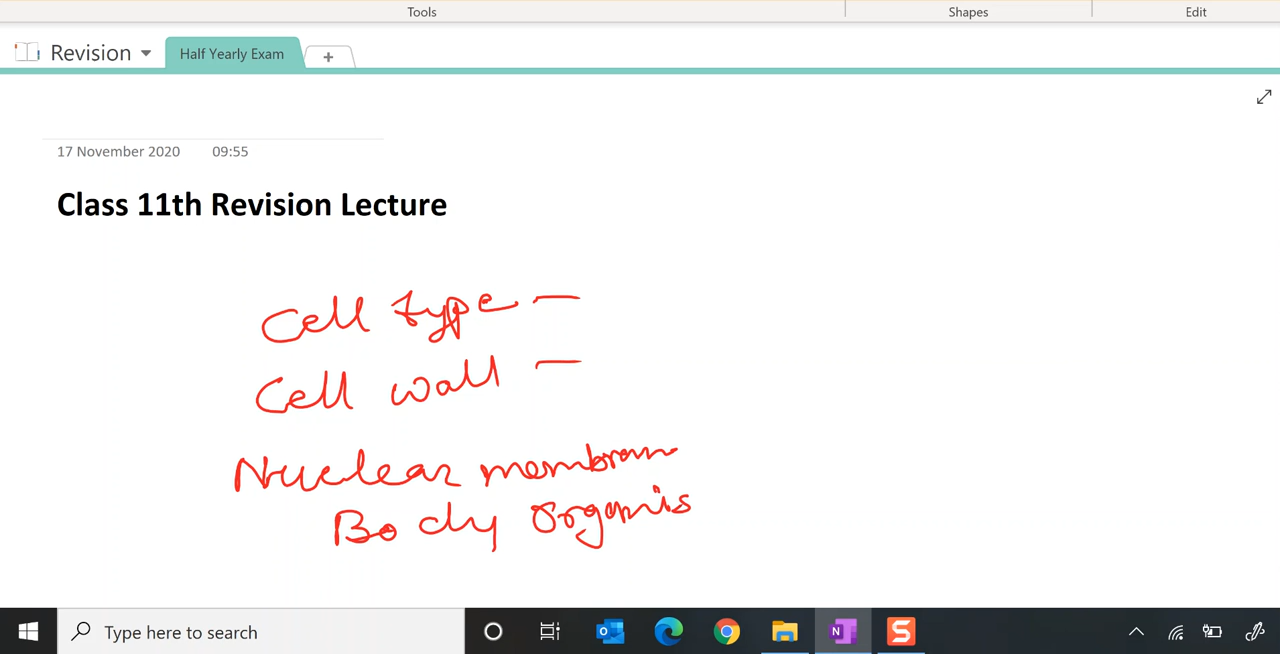 Tools Shapes Edit
Revision Half Yearly Exam +
17 November 2020 09:55
Class 11th Revision Lecture
Cell type –
Cell wall –
Nuclear membran
Body organis
Type here to search